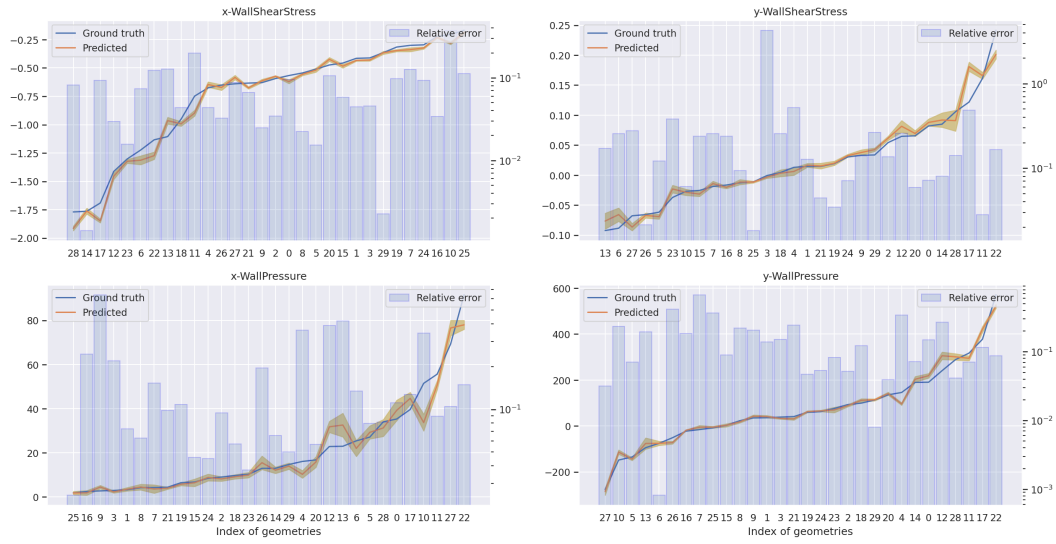 x-WallShearStress
Ground truth
Predicted
Relative error
−0.25
−0.50
−0.75
−1.00
−1.25
−1.50
−1.75
−2.00
10⁻¹
10⁻²
28 14 17 12 23 6 22 13 18 11 4 26 27 21 9 2 0 8 5 20 15 1 3 29 19 7 24 16 10 25
y-WallShearStress
Ground truth
Predicted
Relative error
0.25
0.20
0.15
0.10
0.05
0.00
−0.05
−0.10
10⁰
10⁻¹
13 6 27 26 5 23 10 15 7 16 8 25 9 3 18 4 1 21 19 24 2 29 12 20 0 14 28 17 11 22
x-WallPressure
Ground truth
Predicted
Relative error
80
60
40
20
0
10⁻¹
25 16 9 3 1 8 7 21 19 15 24 2 18 23 26 14 29 4 20 12 13 6 5 28 0 17 10 11 27 22
Index of geometries
y-WallPressure
Ground truth
Predicted
Relative error
600
400
200
0
−200
10⁻¹
10⁻²
10⁻³
27 10 5 13 6 26 16 7 25 15 8 9 1 3 21 19 24 23 2 18 29 20 4 14 0 12 28 11 17 22
Index of geometries